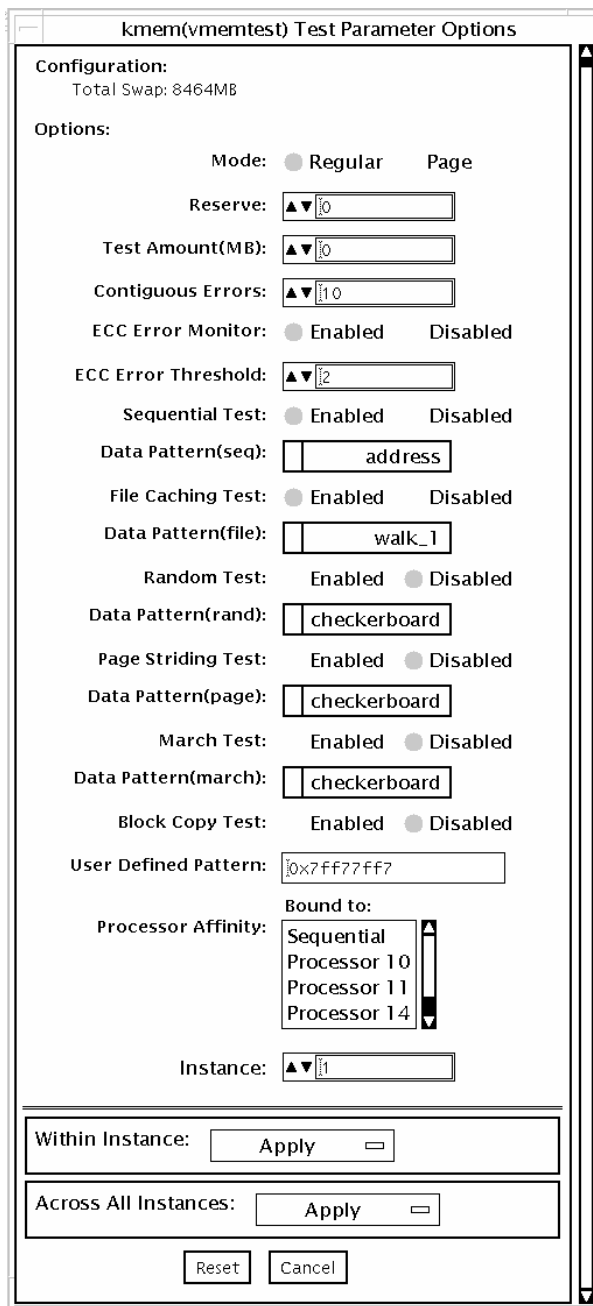 kmem(vmemtest) Test Parameter Options
Configuration:
Total Swap: 8464MB
Options:
Mode: Regular Page
Reserve: 0
Test Amount(MB): 0
Contiguous Errors: 10
ECC Error Monitor: Enabled Disabled
ECC Error Threshold: 2
Sequential Test: Enabled Disabled
Data Pattern(seq): address
File Caching Test: Enabled Disabled
Data Pattern(file): walk_1
Random Test: Enabled Disabled
Data Pattern(rand): checkerboard
Page Striding Test: Enabled Disabled
Data Pattern(page): checkerboard
March Test: Enabled Disabled
Data Pattern(march): checkerboard
Block Copy Test: Enabled Disabled
User Defined Pattern: 0x7ff77ff7
Bound to:
Processor Affinity: Sequential
Processor 10
Processor 11
Processor 14
Instance: 1
Within Instance: Apply
Across All Instances: Apply
Reset Cancel